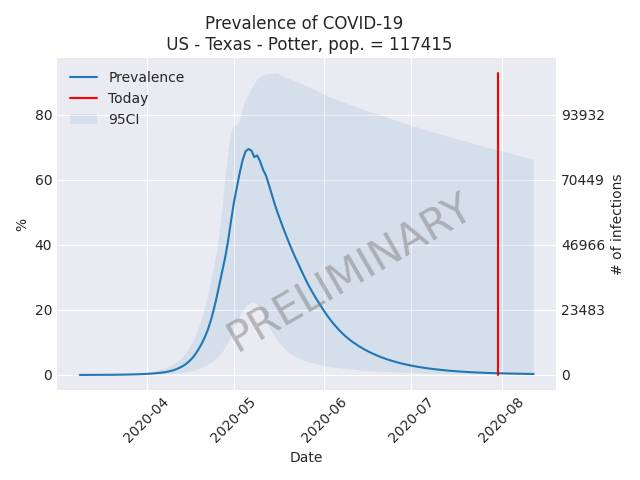 Prevalence of COVID-19
US - Texas - Potter, pop. = 117415
Prevalence
Today
95CI
80
60
40
20
0
%
93932
70449
46966
23483
0
# of infections
PRELIMINARY
2020-04
2020-05
2020-06
2020-07
2020-08
Date